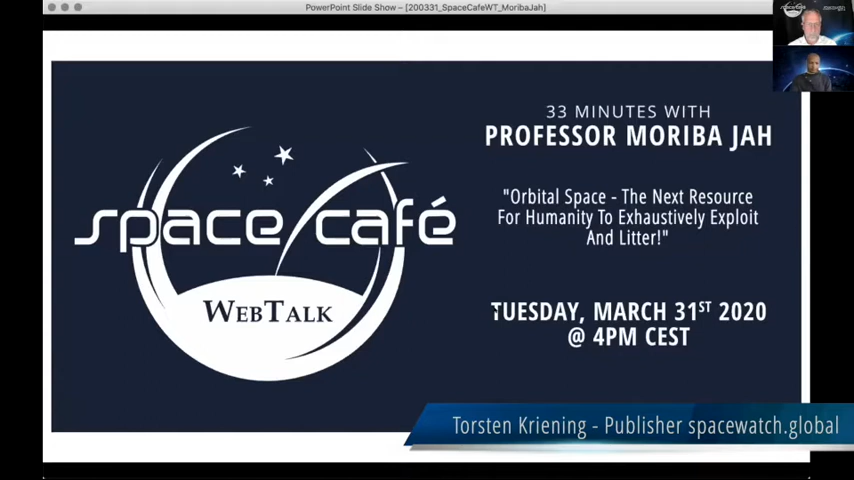 PowerPoint Slide Show – [200331_SpaceCafeWT_MoribaJah]
33 MINUTES WITH
PROFESSOR MORIBA JAH
"Orbital Space - The Next Resource
For Humanity To Exhaustively Exploit
And Litter!"
space café
WEBTALK
TUESDAY, MARCH 31ST 2020
@ 4PM CEST
Torsten Kriening - Publisher spacewatch.global